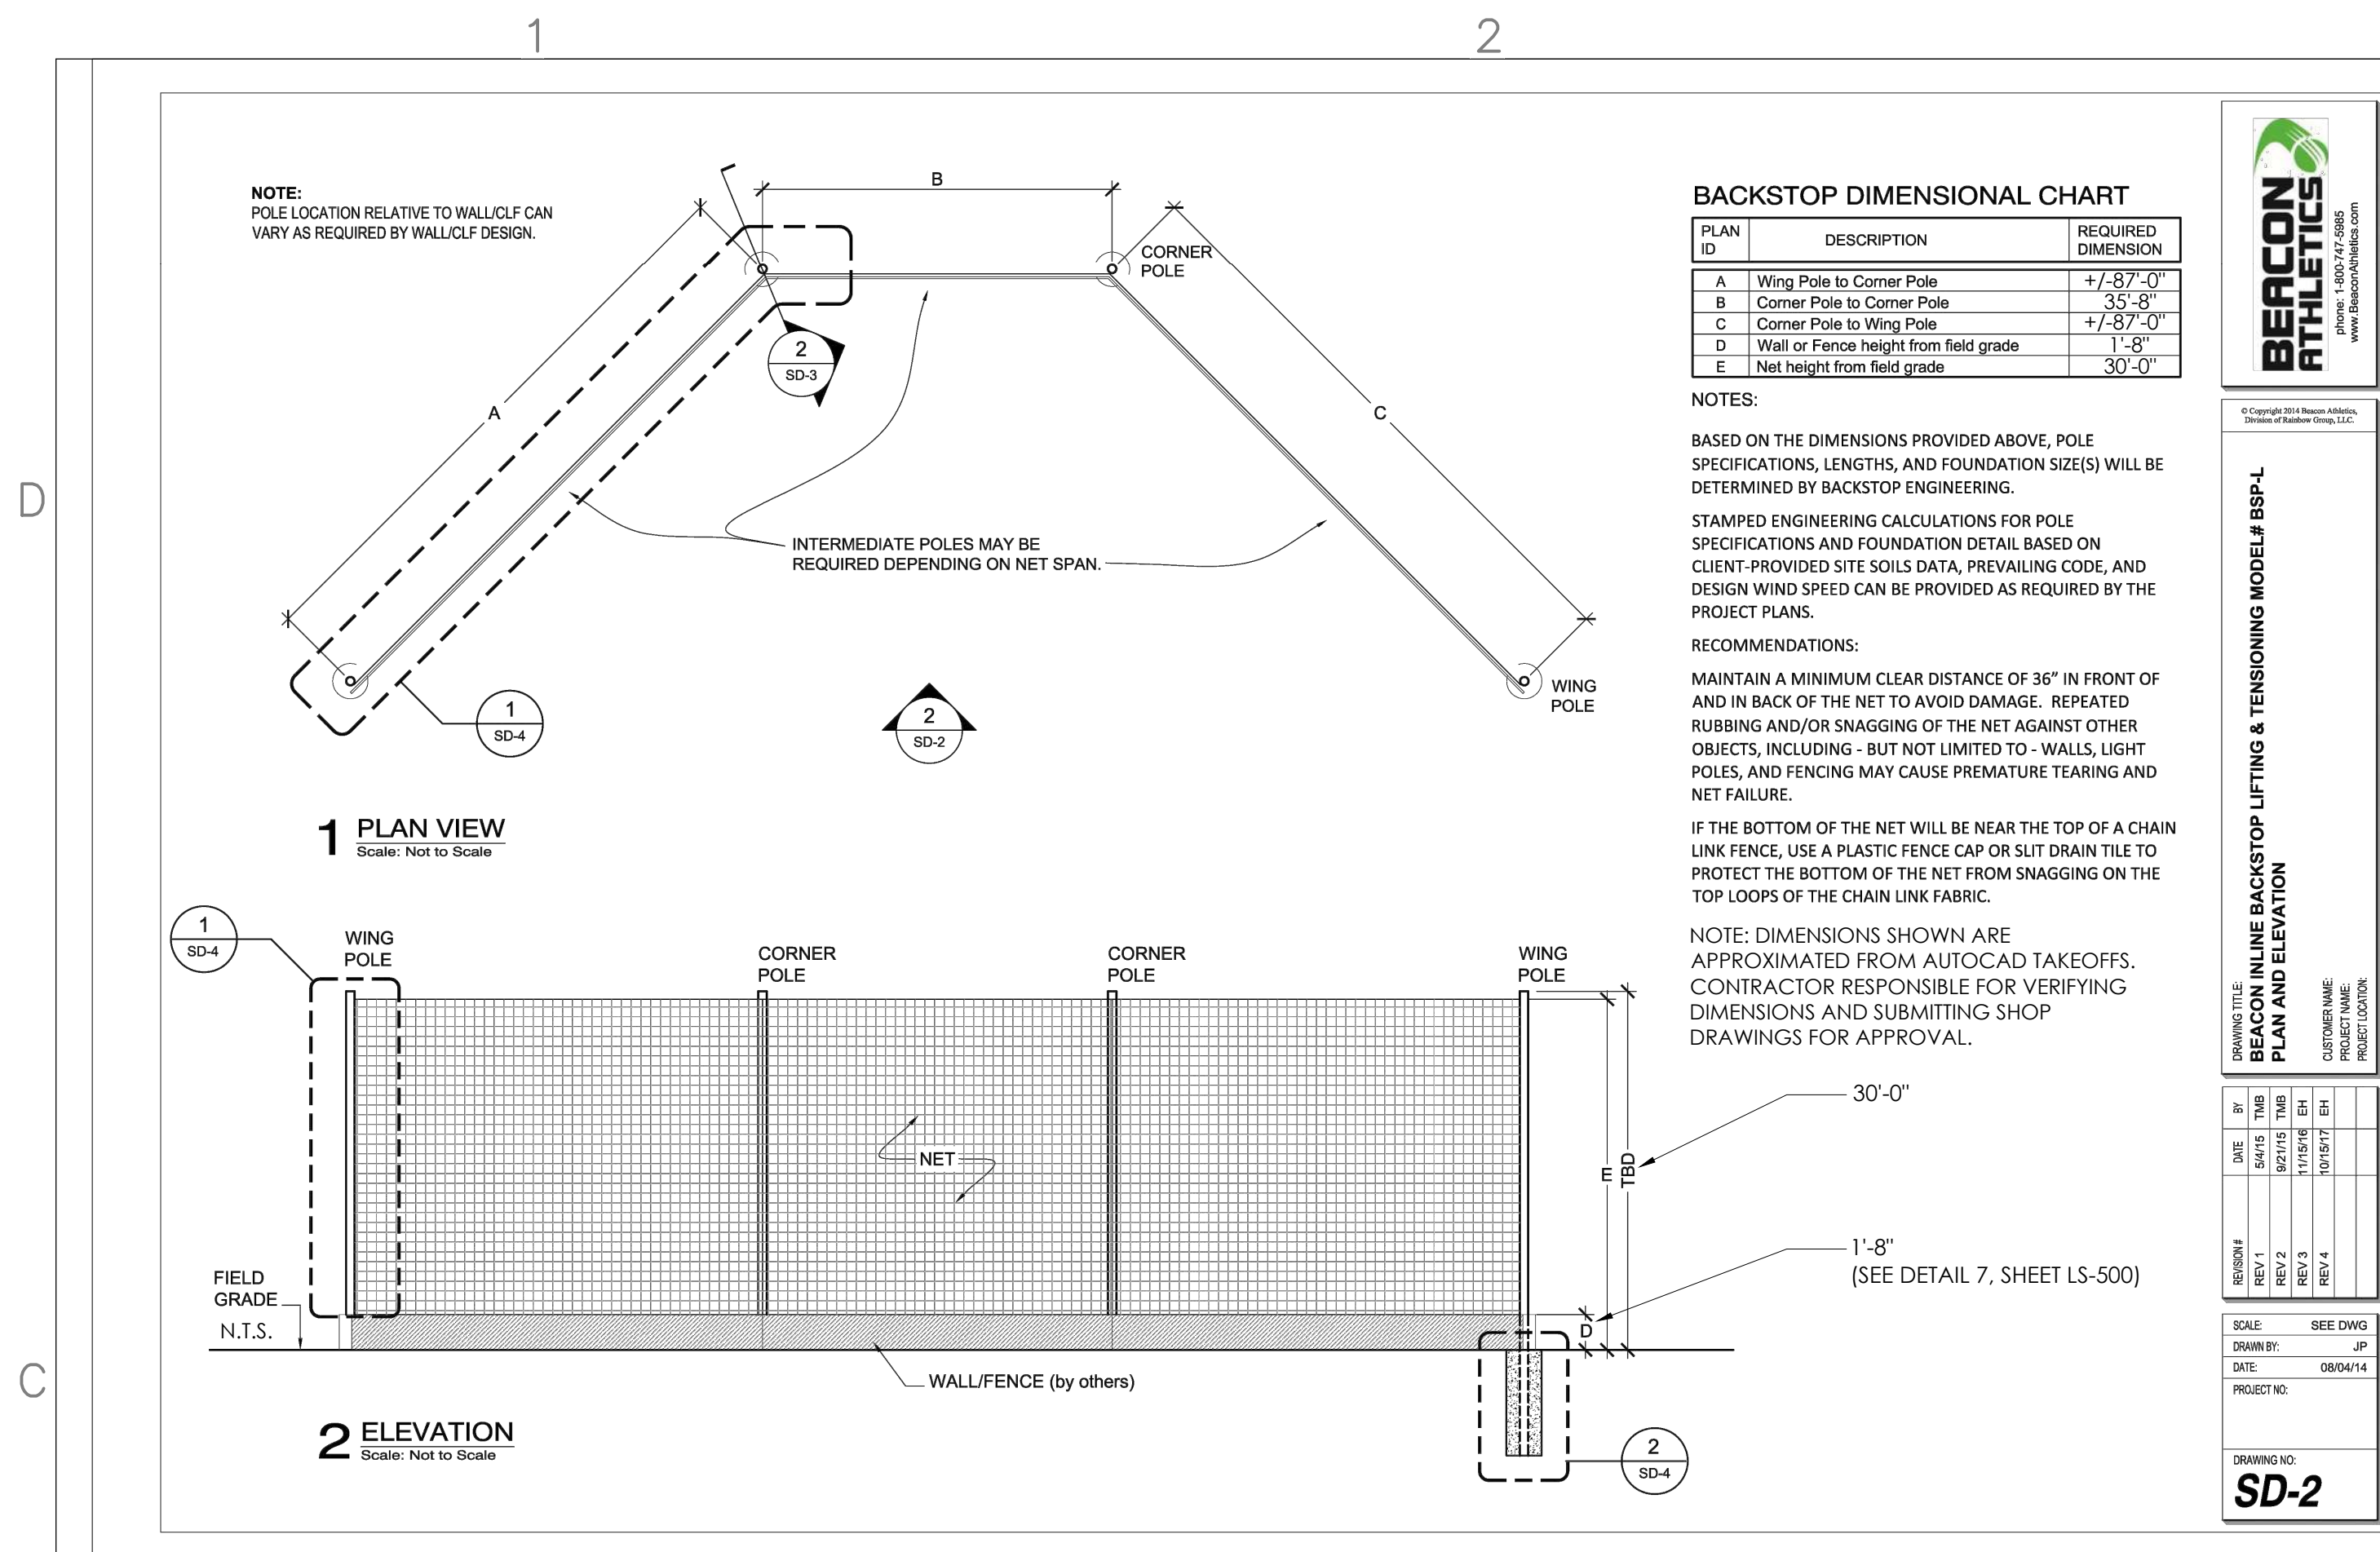 1
2
D
C
NOTE:
POLE LOCATION RELATIVE TO WALL/CLF CAN
VARY AS REQUIRED BY WALL/CLF DESIGN.
B
CORNER
POLE
2
SD-3
A
C
INTERMEDIATE POLES MAY BE
REQUIRED DEPENDING ON NET SPAN.
1
SD-4
2
SD-2
WING
POLE
1 PLAN VIEW
Scale: Not to Scale
1
SD-4
WING
POLE
CORNER
POLE
CORNER
POLE
WING
POLE
NET
E
TBD
D
FIELD
GRADE
N.T.S.
WALL/FENCE (by others)
2 ELEVATION
Scale: Not to Scale
2
SD-4
BACKSTOP DIMENSIONAL CHART
PLAN ID DESCRIPTION REQUIRED DIMENSION
A Wing Pole to Corner Pole +/-87'-0"
B Corner Pole to Corner Pole 35'-8"
C Corner Pole to Wing Pole +/-87'-0"
D Wall or Fence height from field grade 1'-8"
E Net height from field grade 30'-0"
NOTES:
BASED ON THE DIMENSIONS PROVIDED ABOVE, POLE
SPECIFICATIONS, LENGTHS, AND FOUNDATION SIZE(S) WILL BE
DETERMINED BY BACKSTOP ENGINEERING.
STAMPED ENGINEERING CALCULATIONS FOR POLE
SPECIFICATIONS AND FOUNDATION DETAIL BASED ON
CLIENT-PROVIDED SITE SOILS DATA, PREVAILING CODE, AND
DESIGN WIND SPEED CAN BE PROVIDED AS REQUIRED BY THE
PROJECT PLANS.
RECOMMENDATIONS:
MAINTAIN A MINIMUM CLEAR DISTANCE OF 36” IN FRONT OF
AND IN BACK OF THE NET TO AVOID DAMAGE. REPEATED
RUBBING AND/OR SNAGGING OF THE NET AGAINST OTHER
OBJECTS, INCLUDING - BUT NOT LIMITED TO - WALLS, LIGHT
POLES, AND FENCING MAY CAUSE PREMATURE TEARING AND
NET FAILURE.
IF THE BOTTOM OF THE NET WILL BE NEAR THE TOP OF A CHAIN
LINK FENCE, USE A PLASTIC FENCE CAP OR SLIT DRAIN TILE TO
PROTECT THE BOTTOM OF THE NET FROM SNAGGING ON THE
TOP LOOPS OF THE CHAIN LINK FABRIC.
NOTE: DIMENSIONS SHOWN ARE
APPROXIMATED FROM AUTOCAD TAKEOFFS.
CONTRACTOR RESPONSIBLE FOR VERIFYING
DIMENSIONS AND SUBMITTING SHOP
DRAWINGS FOR APPROVAL.
30'-0"
1'-8"
(SEE DETAIL 7, SHEET LS-500)
BEACON
ATHLETICS
phone: 1-800-747-5985
www.BeaconAthletics.com
© Copyright 2014 Beacon Athletics,
Division of Rainbow Group, LLC.
DRAWING TITLE:
BEACON INLINE BACKSTOP LIFTING & TENSIONING MODEL# BSP-L
PLAN AND ELEVATION
CUSTOMER NAME:
PROJECT NAME:
PROJECT LOCATION:
REVISION # DATE BY
REV 1 5/4/15 TMB
REV 2 9/21/15 TMB
REV 3 11/15/16 EH
REV 4 10/15/17 EH
SCALE: SEE DWG
DRAWN BY: JP
DATE: 08/04/14
PROJECT NO:
DRAWING NO:
SD-2